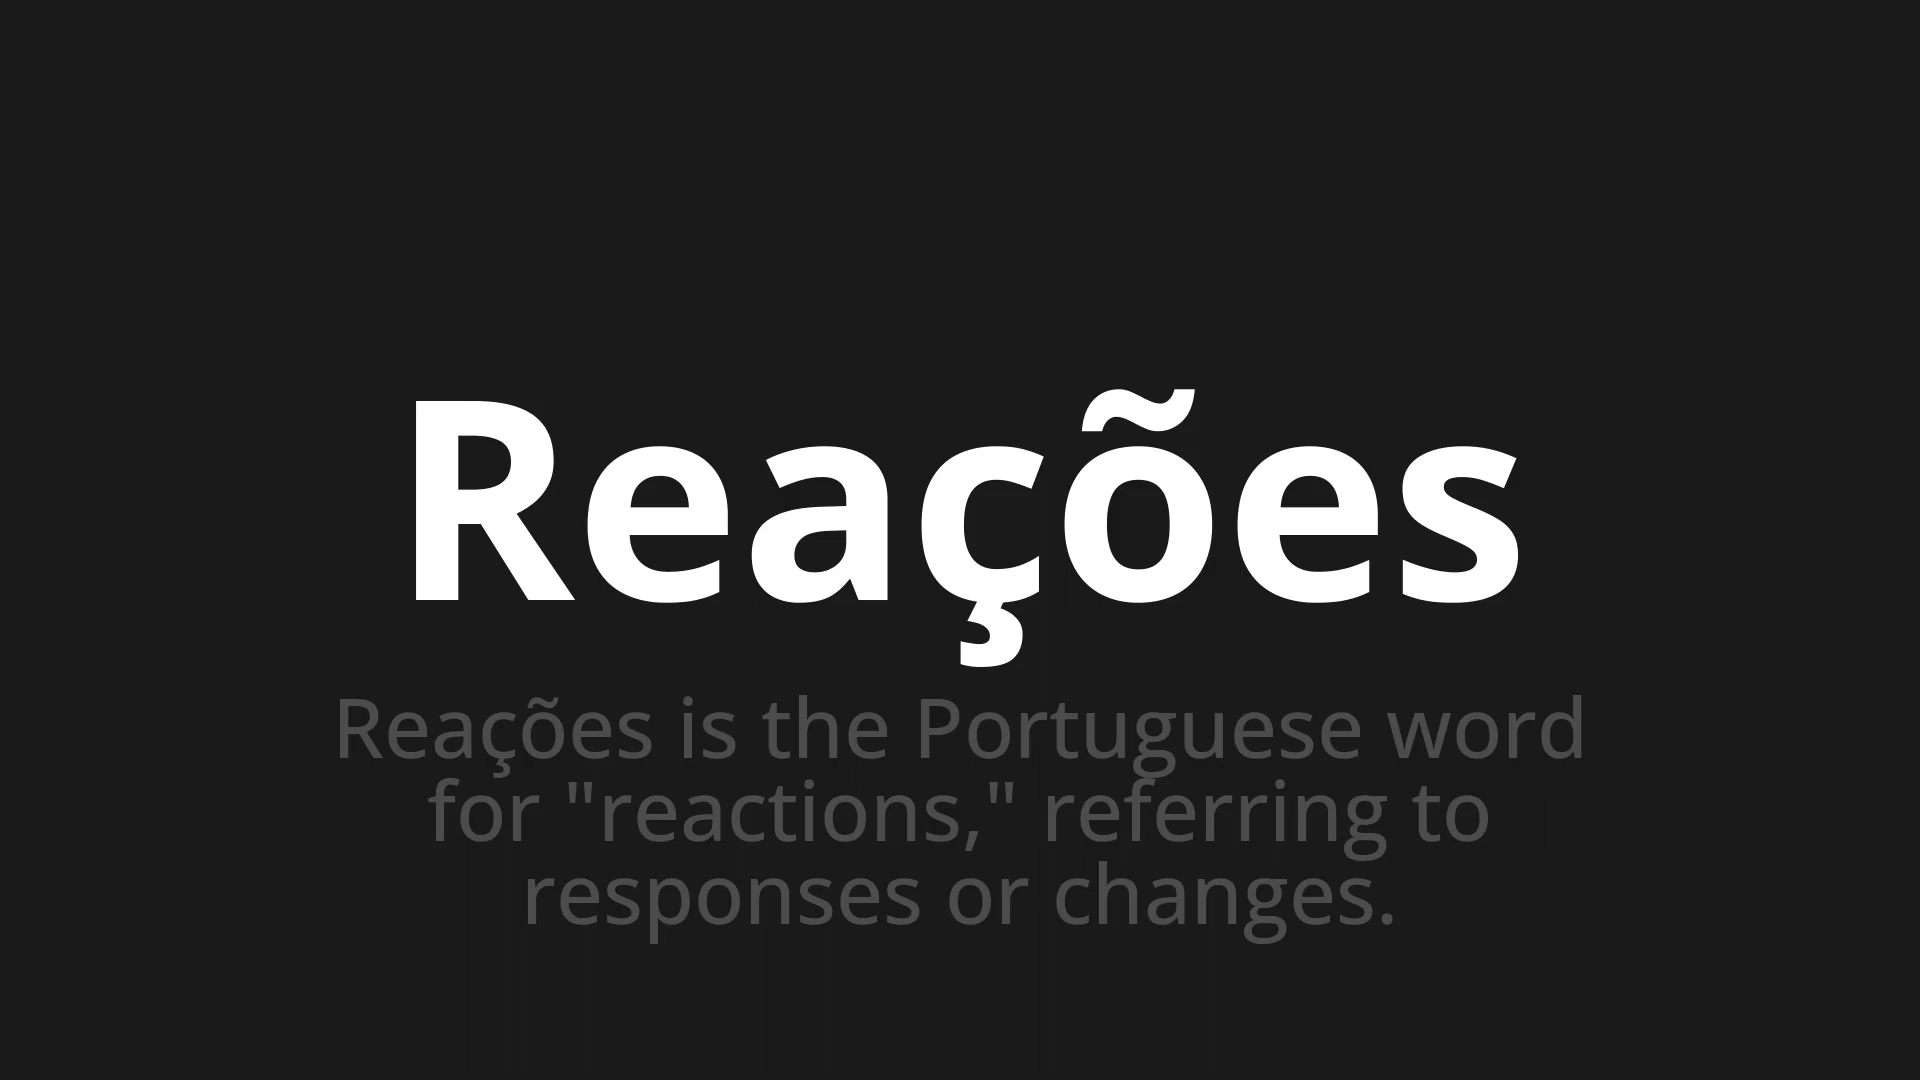 Reações
Reações is the Portuguese word
for "reactions," referring to
responses or changes.